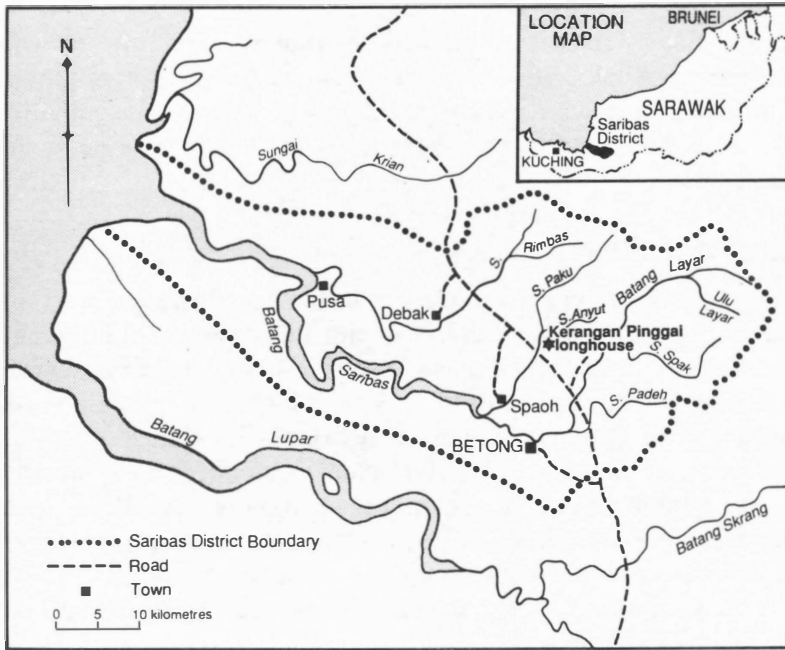 N
LOCATION
MAP
BRUNEI
SARAWAK
Saribas
District
KUCHING
Sungai
Krian
S. Rimbas
S. Paku
Batang Layar
Ulu
Layar
S. Anyut
Kerangan Pinggai
longhouse
Pusa
Debak
Batang
Saribas
S. Spak
Spaoh
S. Padeh
BETONG
Batang Lupar
Batang Skrang
Saribas District Boundary
Road
Town
0 5 10 kilometres